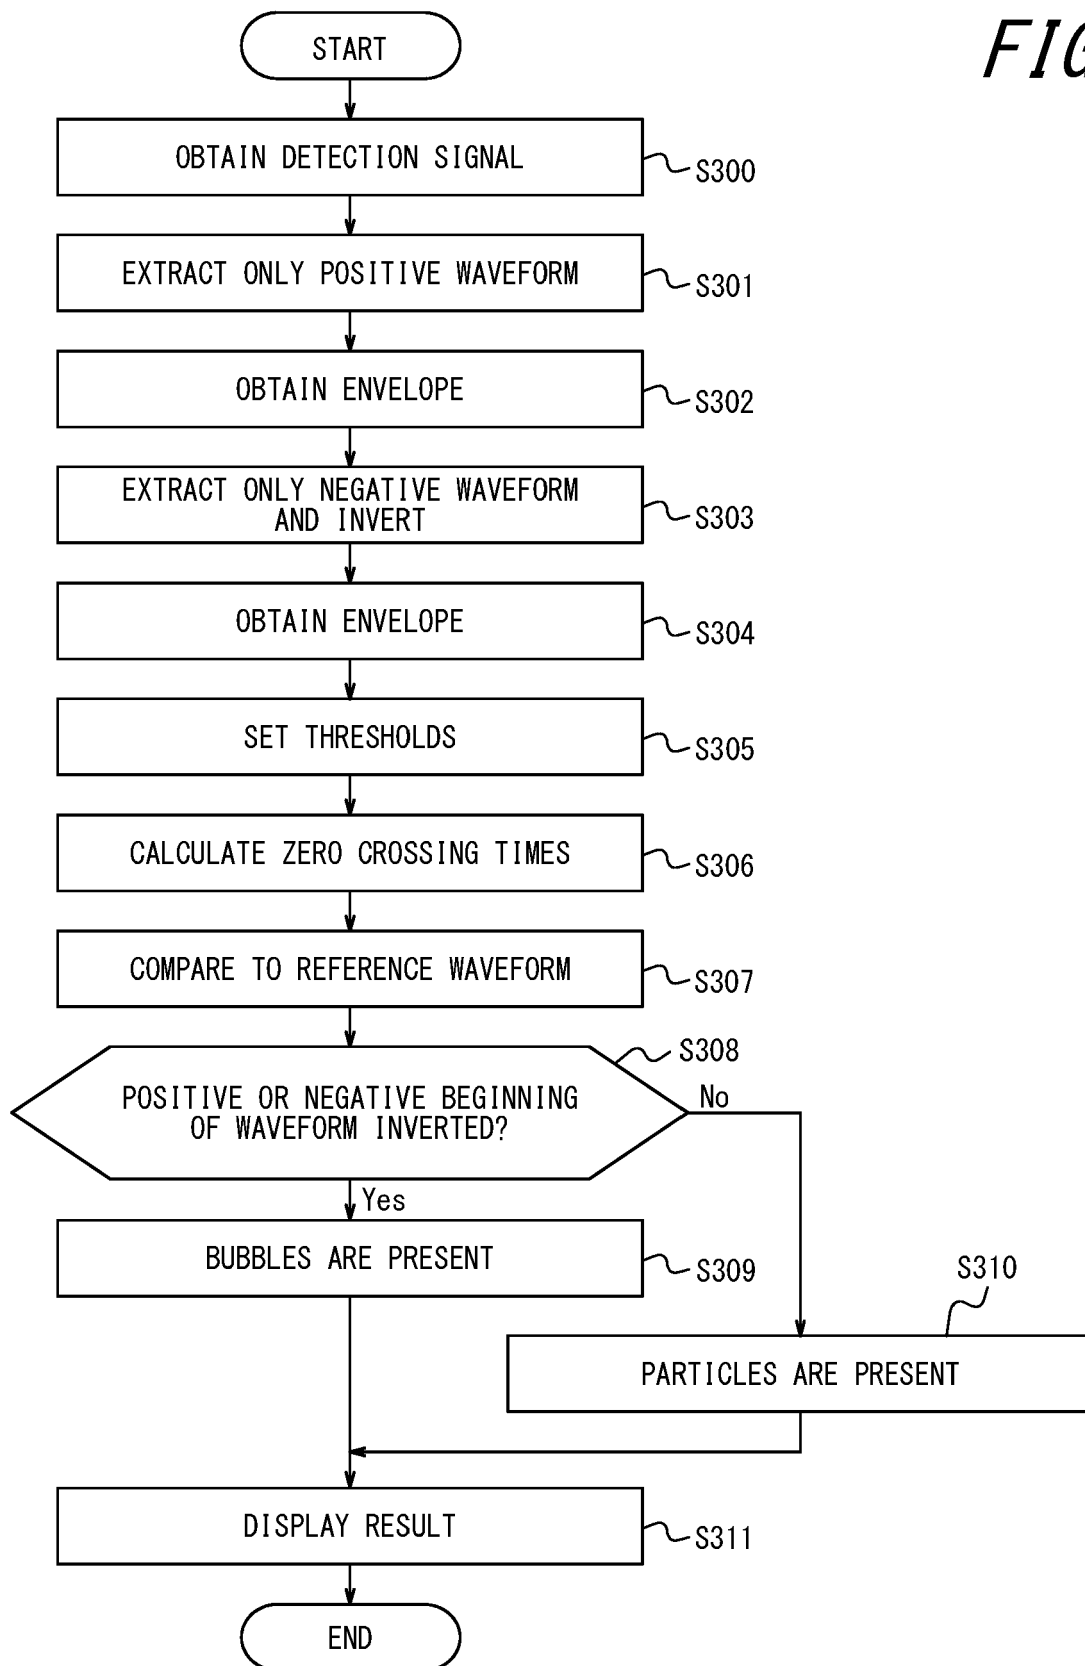 FIG
START
OBTAIN DETECTION SIGNAL
S300
EXTRACT ONLY POSITIVE WAVEFORM
S301
OBTAIN ENVELOPE
S302
EXTRACT ONLY NEGATIVE WAVEFORM
AND INVERT
S303
OBTAIN ENVELOPE
S304
SET THRESHOLDS
S305
CALCULATE ZERO CROSSING TIMES
S306
COMPARE TO REFERENCE WAVEFORM
S307
S308
POSITIVE OR NEGATIVE BEGINNING
OF WAVEFORM INVERTED?
No
Yes
BUBBLES ARE PRESENT
S309
S310
PARTICLES ARE PRESENT
DISPLAY RESULT
S311
END